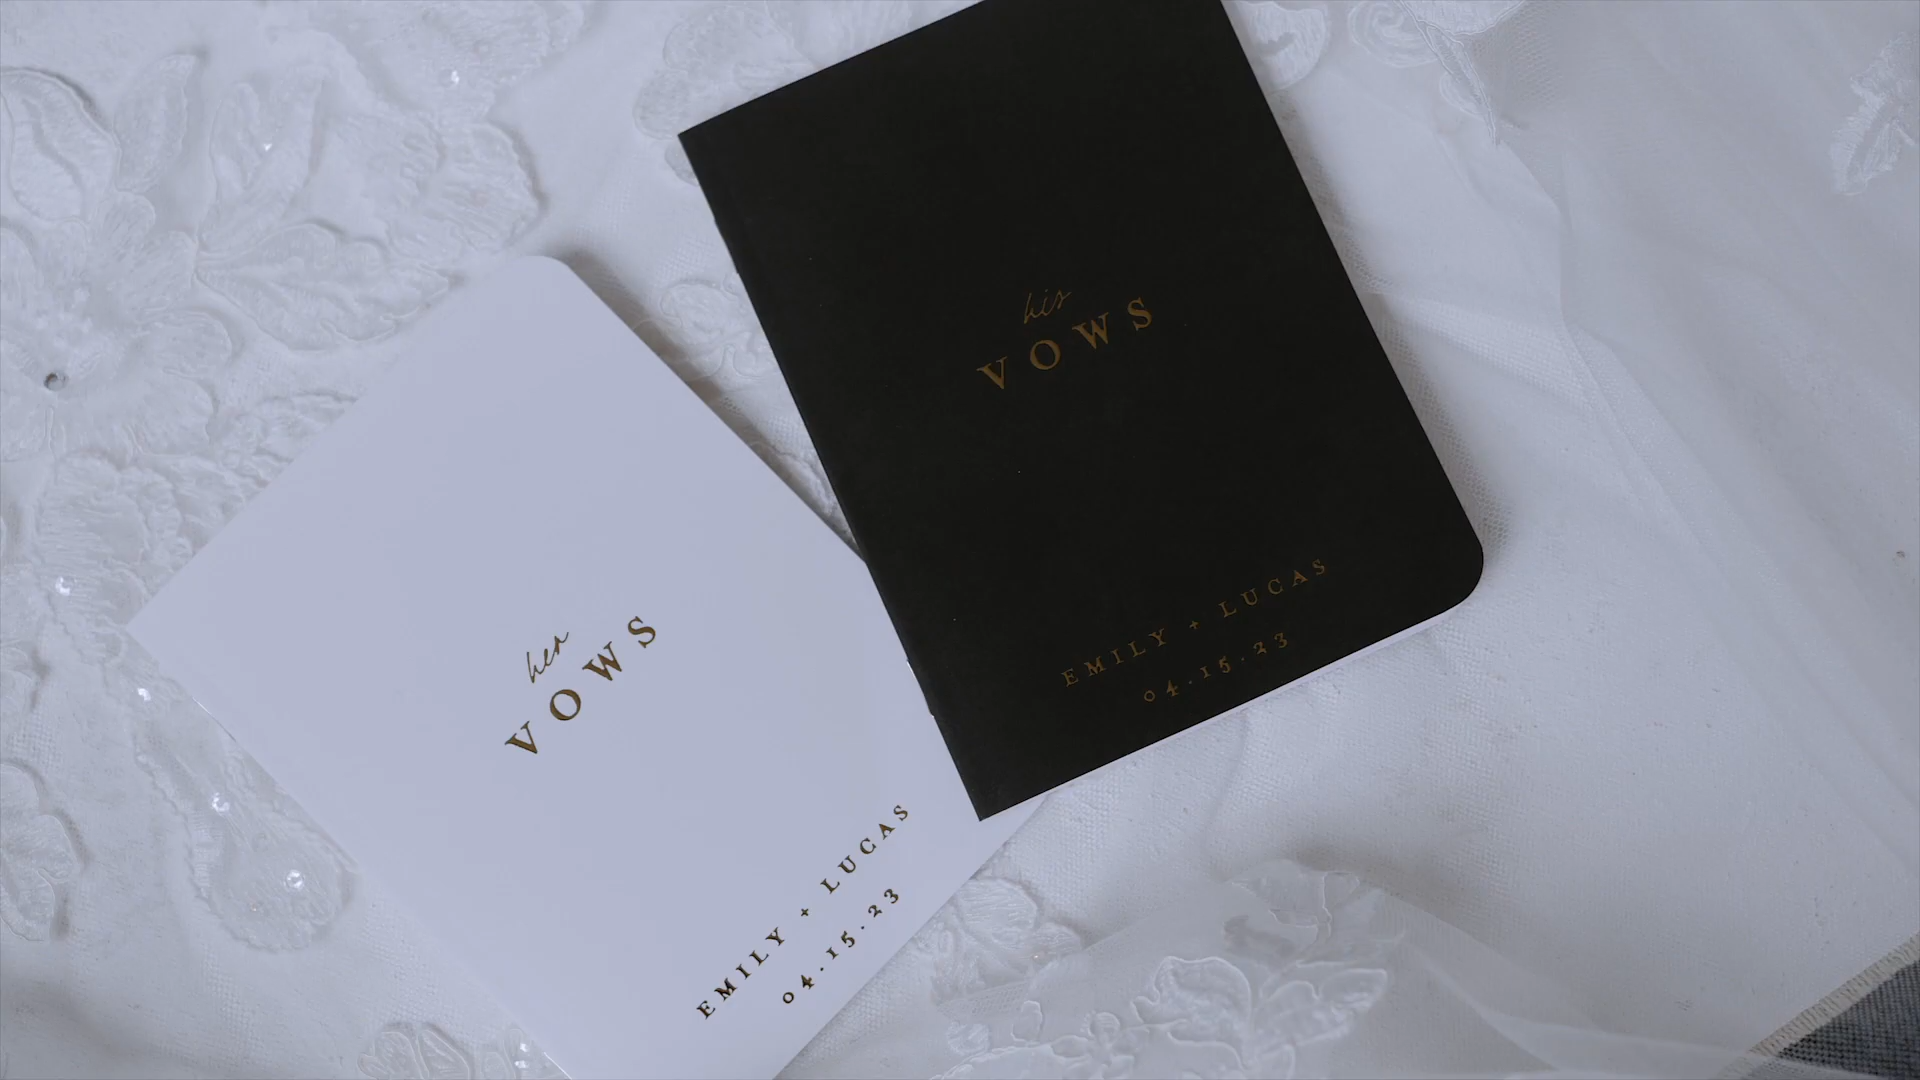 his
VOWS
EMILY + LUCAS
04.15.23
her
VOWS
EMILY + LUCAS
04.15.23